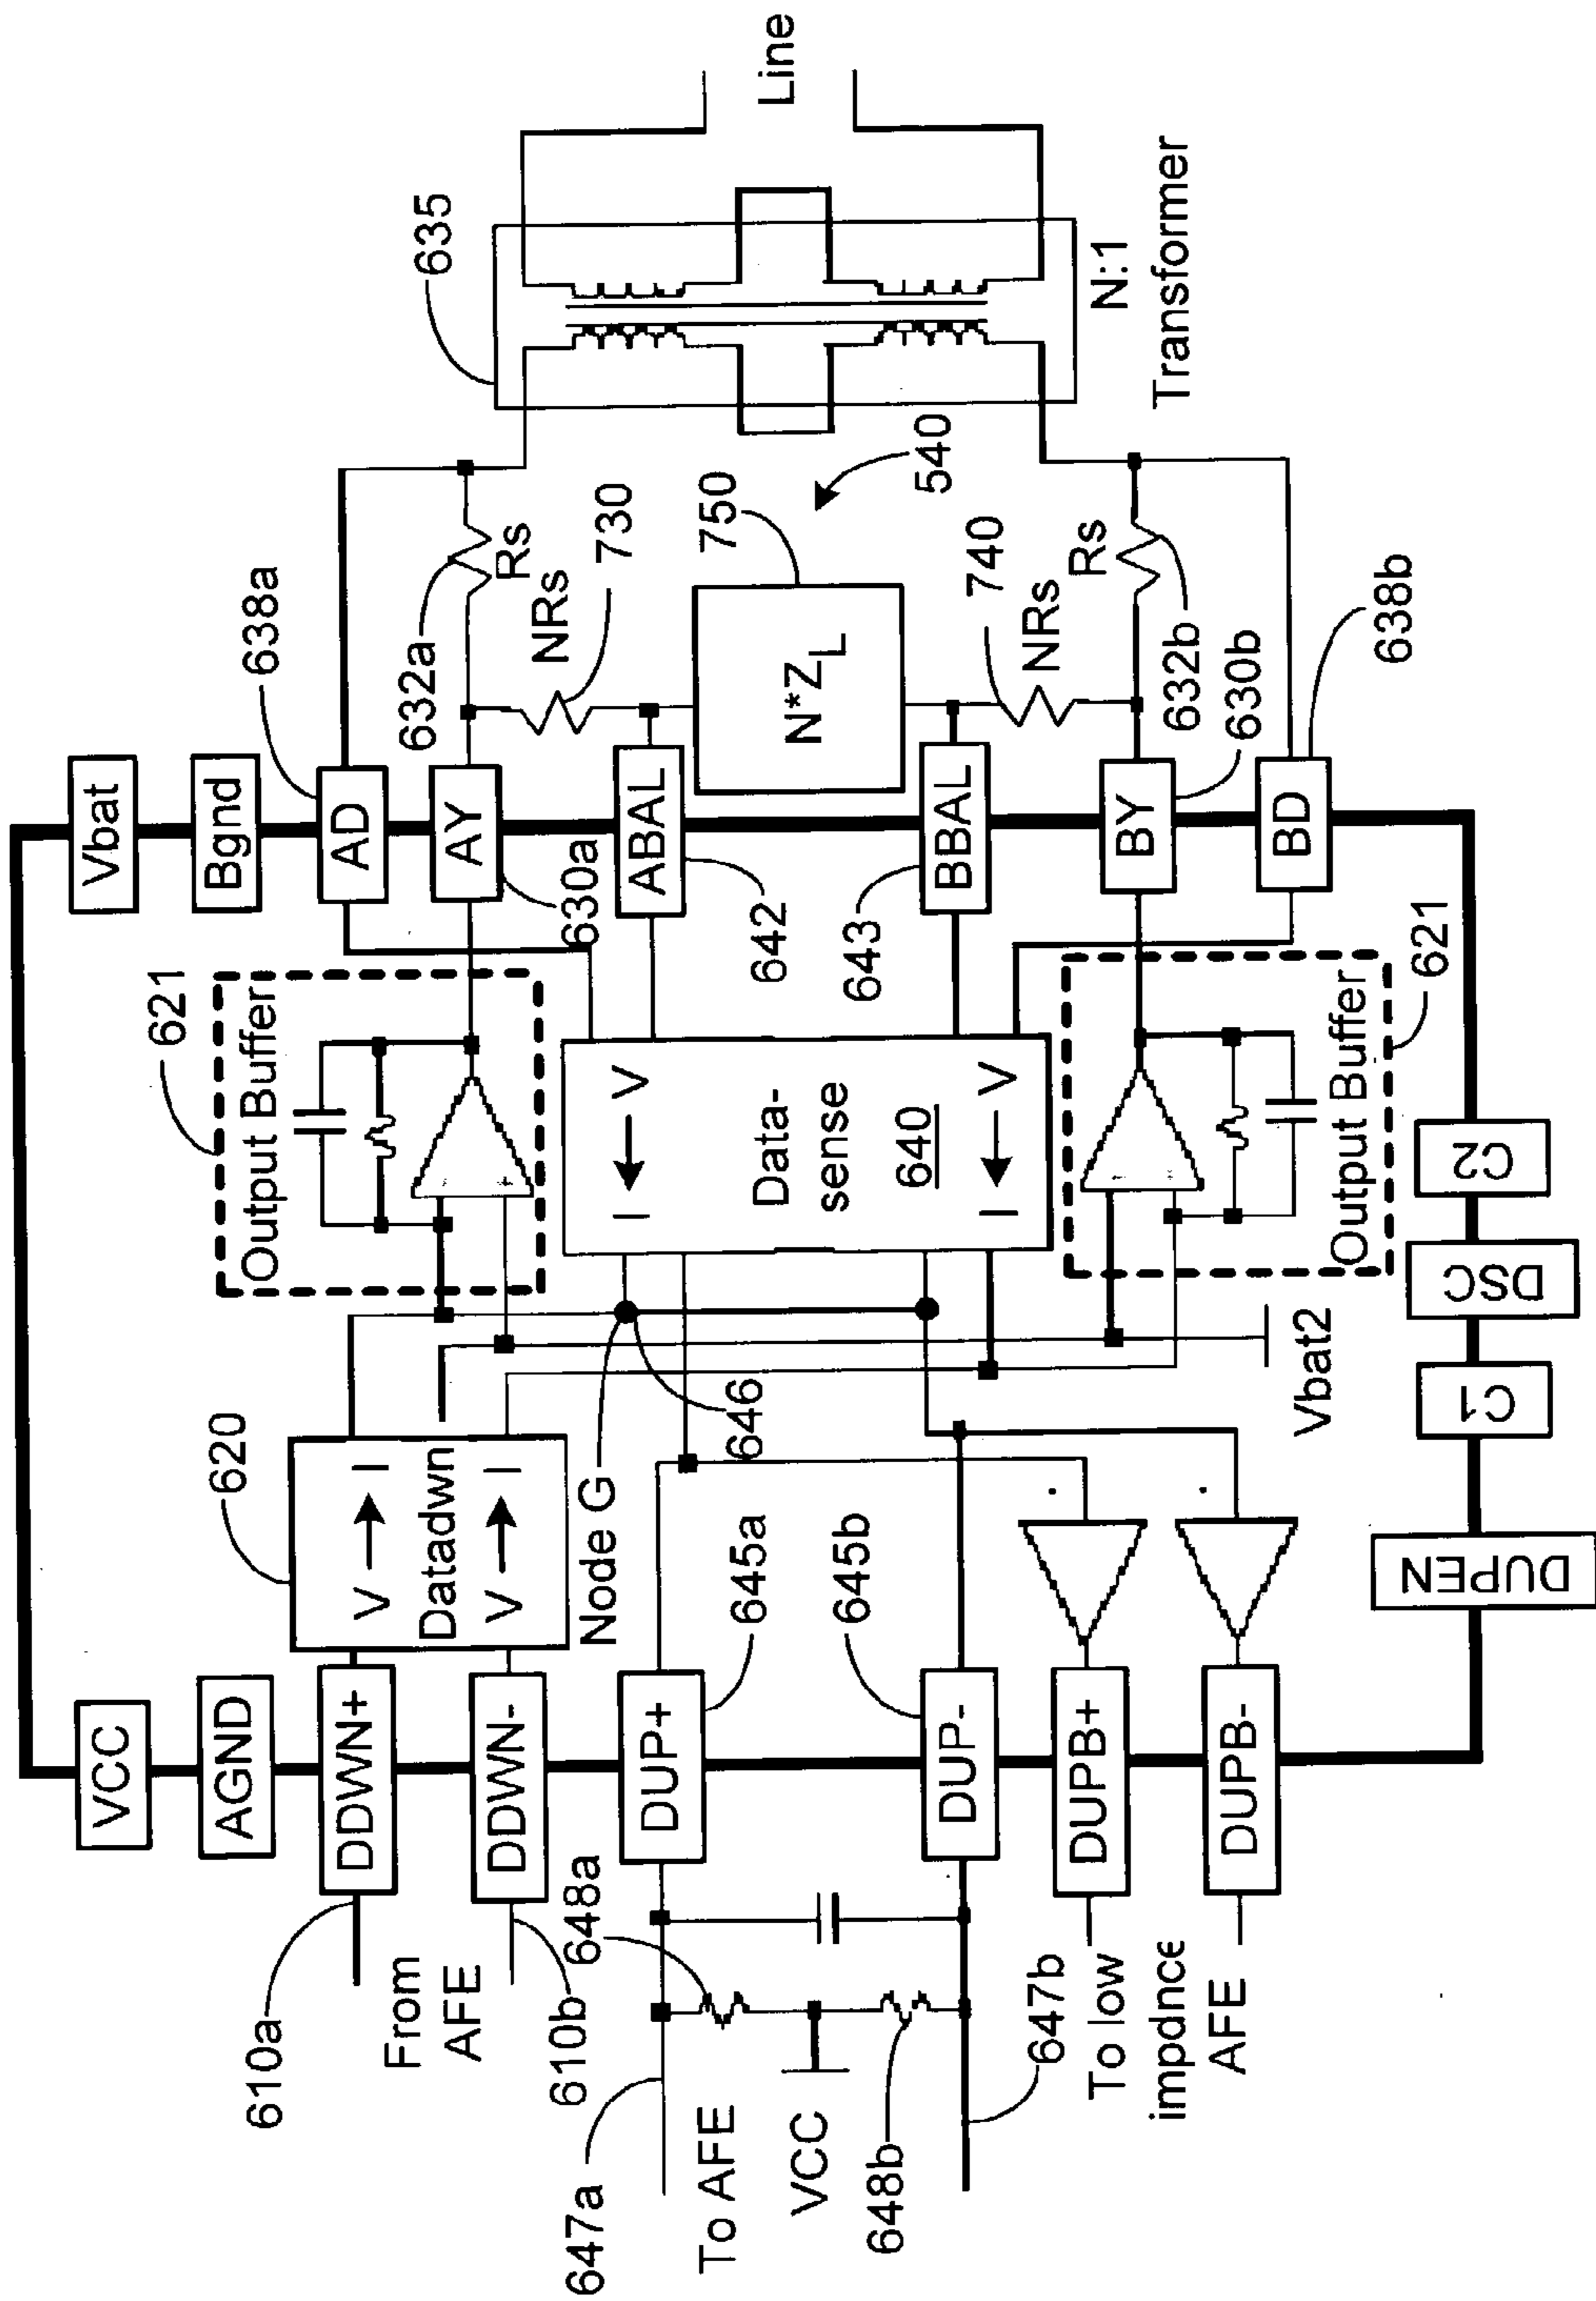 VCC
AGND
DDWN+
DDWN-
DUP+
DUP-
DUPB+
DUPB-
610a
From
AFE
610b
648a
647a
To AFE
VCC
648b
647b
To low
impdnce
AFE
620
V → I
Datadwn
V → I
Node G
646
645a
645b
621
Output Buffer
I ← V
Data-
sense
640
I ← V
Output Buffer
621
Vbat2
DUPEN
C1
DSC
C2
Vbat
Bgnd
AD
AY
ABAL
BBAL
BY
BD
638a
630a
642
643
632a
Rs
NRs
730
N*ZL
750
540
740
NRs
Rs
632b
630b
638b
635
N:1
Transformer
Line